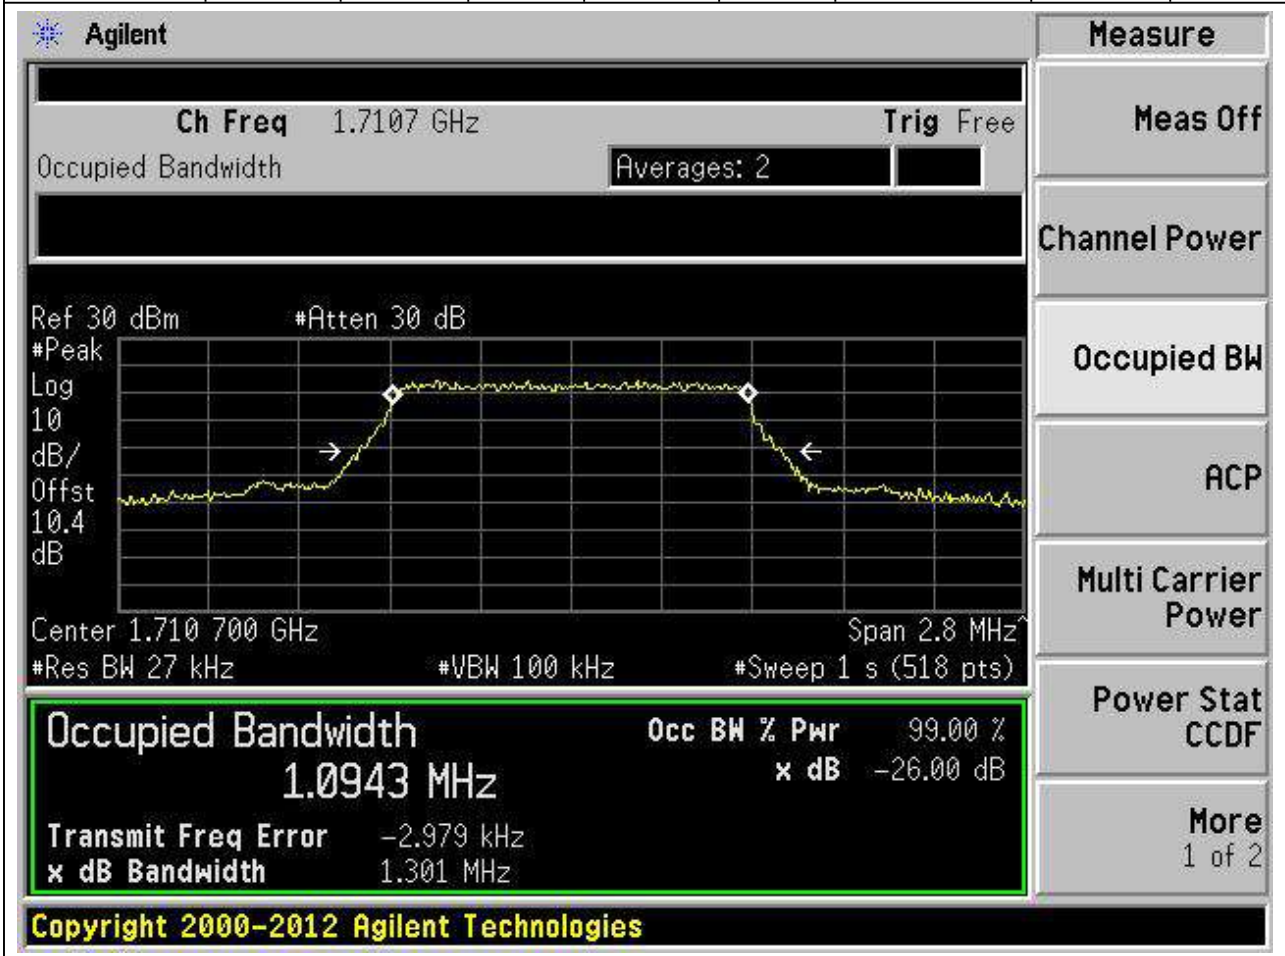 Agilent
Measure
Ch Freq 1.7107 GHz Trig Free
Occupied Bandwidth Averages: 2
Ref 30 dBm #Atten 30 dB
#Peak
Log
10
dB/
Offst
10.4
dB
Center 1.710 700 GHz Span 2.8 MHz^
#Res BW 27 kHz #VBW 100 kHz #Sweep 1 s (518 pts)
Occupied Bandwidth Occ BW % Pwr 99.00 %
1.0943 MHz x dB -26.00 dB
Transmit Freq Error -2.979 kHz
x dB Bandwidth 1.301 MHz
Meas Off
Channel Power
Occupied BW
ACP
Multi Carrier
Power
Power Stat
CCDF
More
1 of 2
Copyright 2000-2012 Agilent Technologies